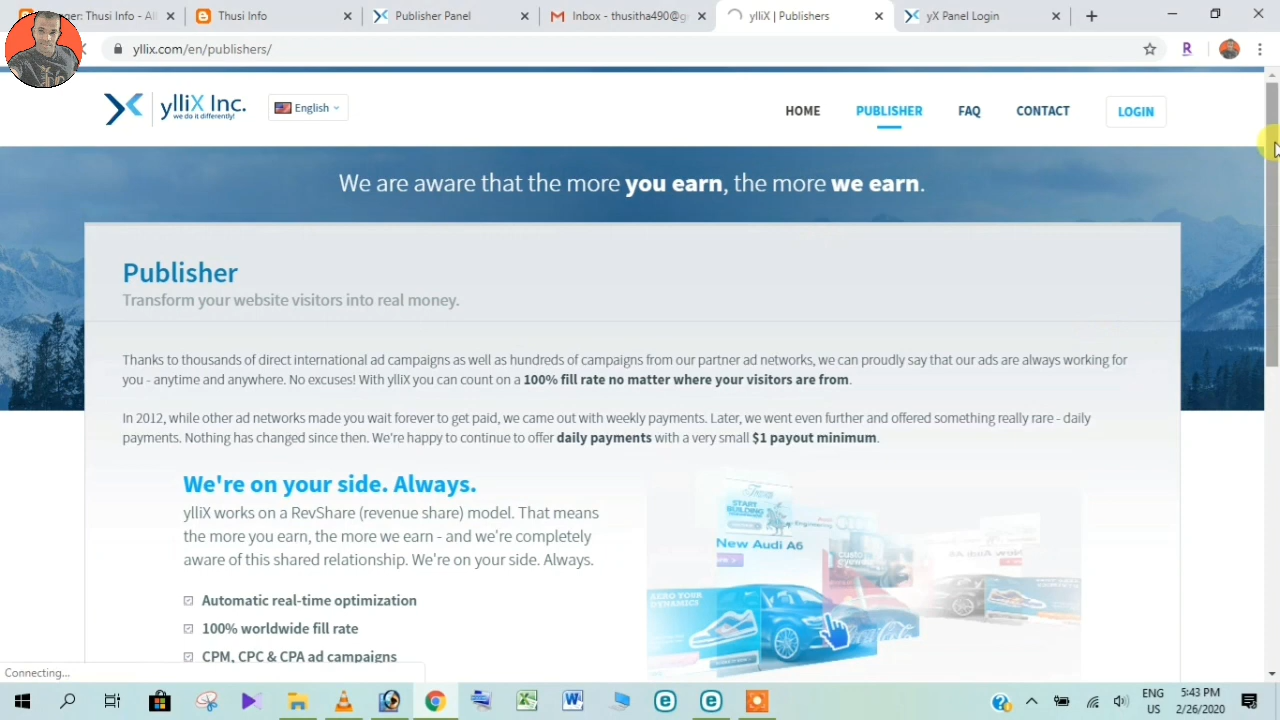 Thusi Info - All
Thusi Info
Publisher Panel
Inbox - thusitha490@g
ylliX | Publishers
yX Panel Login
yllix.com/en/publishers/
ylliX Inc.
we do it differently!
English
HOME
PUBLISHER
FAQ
CONTACT
LOGIN
We are aware that the more you earn, the more we earn.
Publisher
Transform your website visitors into real money.
Thanks to thousands of direct international ad campaigns as well as hundreds of campaigns from our partner ad networks, we can proudly say that our ads are always working for
you - anytime and anywhere. No excuses! With ylliX you can count on a 100% fill rate no matter where your visitors are from.
In 2012, while other ad networks made you wait forever to get paid, we came out with weekly payments. Later, we went even further and offered something really rare - daily
payments. Nothing has changed since then. We're happy to continue to offer daily payments with a very small $1 payout minimum.
We're on your side. Always.
ylliX works on a RevShare (revenue share) model. That means
the more you earn, the more we earn - and we're completely
aware of this shared relationship. We're on your side. Always.
Automatic real-time optimization
100% worldwide fill rate
CPM, CPC & CPA ad campaigns
START
BUILDING
New Audi A6
AERO YOUR
DYNAMICS
Connecting...
ENG
US
5:43 PM
2/26/2020